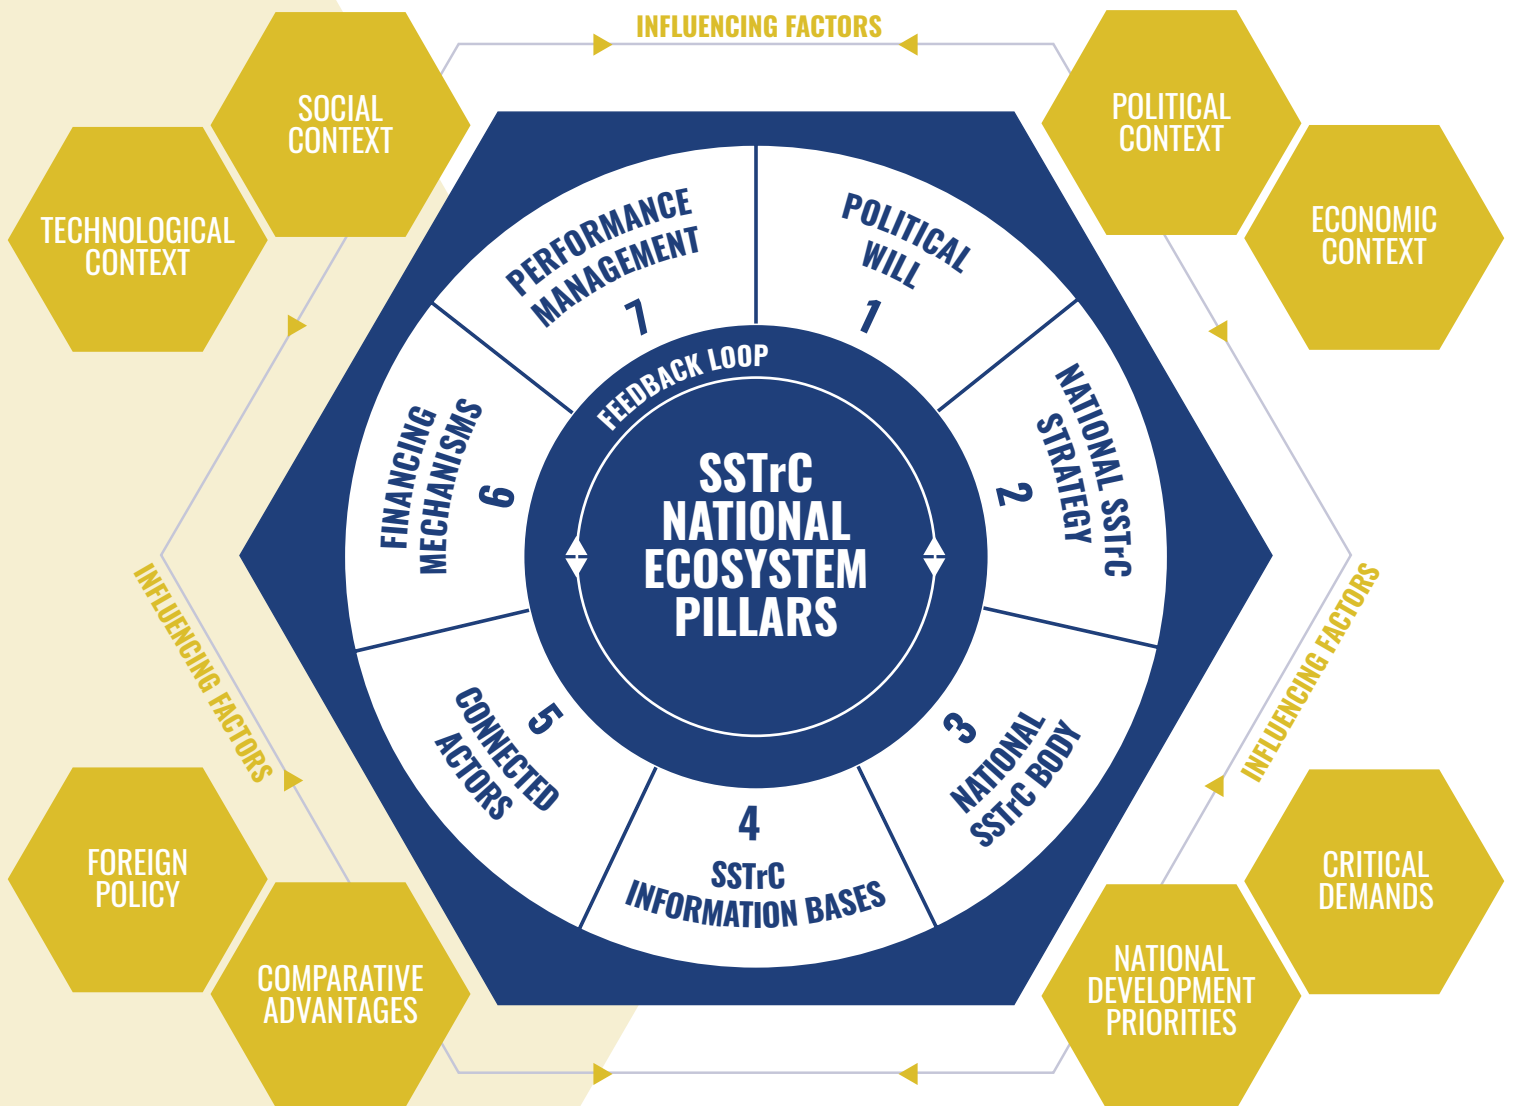 INFLUENCING FACTORS
SOCIAL
CONTEXT
POLITICAL
CONTEXT
TECHNOLOGICAL
CONTEXT
ECONOMIC
CONTEXT
POLITICAL
WILL
1
NATIONAL SSTrC
STRATEGY
2
3
NATIONAL
SSTrC BODY
4
SSTrC
INFORMATION BASES
5
CONNECTED
ACTORS
FINANCING
MECHANISMS
6
PERFORMANCE
MANAGEMENT
7
FEEDBACK LOOP
SSTrC
NATIONAL
ECOSYSTEM
PILLARS
INFLUENCING FACTORS
INFLUENCING FACTORS
FOREIGN
POLICY
COMPARATIVE
ADVANTAGES
CRITICAL
DEMANDS
NATIONAL
DEVELOPMENT
PRIORITIES